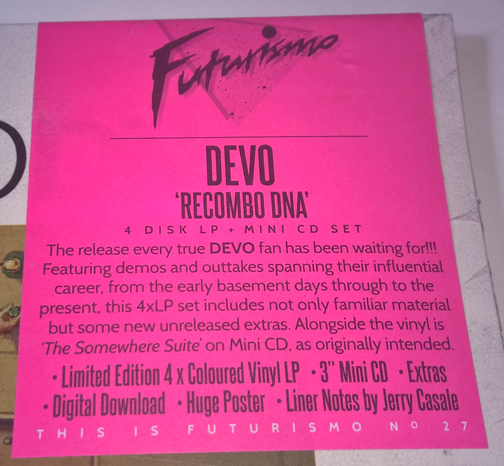 Futurismo
DEVO
'RECOMBO DNA'
4 DISK LP + MINI CD SET
The release every true DEVO fan has been waiting for!!!
Featuring demos and outtakes spanning their influential
career, from the early basement days through to the
present, this 4xLP set includes not only familiar material
but some new unreleased extras. Alongside the vinyl is
'The Somewhere Suite' on Mini CD, as originally intended.
• Limited Edition 4 x Coloured Vinyl LP • 3" Mini CD • Extras
• Digital Download • Huge Poster • Liner Notes by Jerry Casale
THIS IS FUTURISMO No. 27